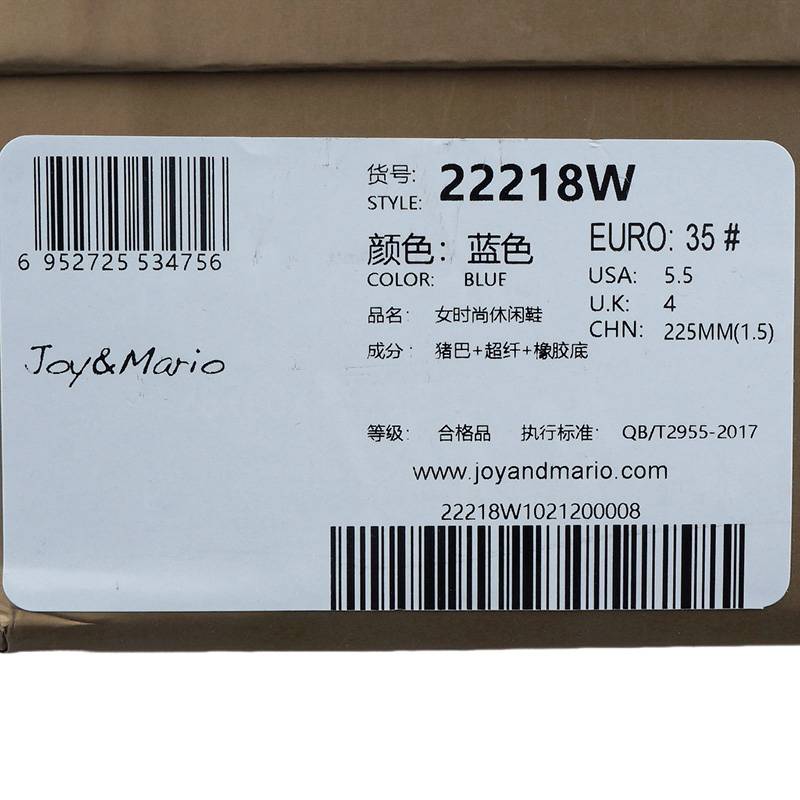 货号:
STYLE: 22218W
颜色: 蓝色
COLOR: BLUE
EURO: 35 #
USA: 5.5
U.K: 4
CHN: 225MM(1.5)
品名: 女时尚休闲鞋
成分: 猪巴+超纤+橡胶底
等级: 合格品 执行标准: QB/T2955-2017
www.joyandmario.com
22218W1021200008
6 952725 534756
Joy&Mario